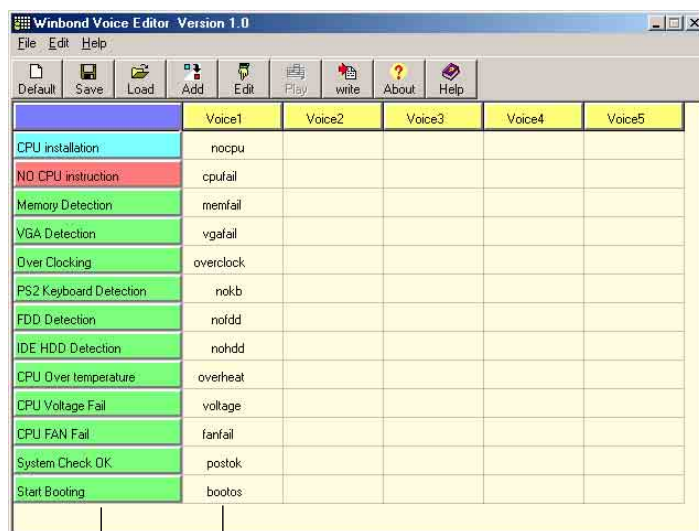 Winbond Voice Editor Version 1.0
File Edit Help
Default Save Load Add Edit Play write About Help
Voice1 Voice2 Voice3 Voice4 Voice5
CPU installation nocpu
NO CPU instruction cpufail
Memory Detection memfail
VGA Detection vgafail
Over Clocking overclock
PS2 Keyboard Detection nokb
FDD Detection nofdd
IDE HDD Detection nohdd
CPU Over temperature overheat
CPU Voltage Fail voltage
CPU FAN Fail fanfail
System Check OK postok
Start Booting bootos